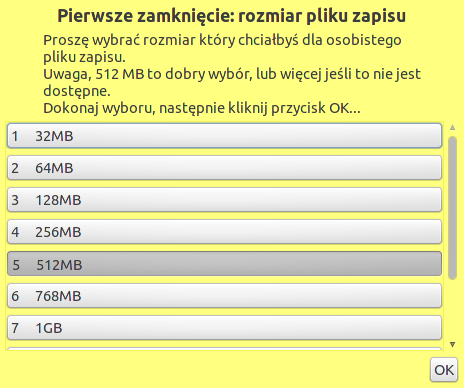 Pierwsze zamknięcie: rozmiar pliku zapisu
Proszę wybrać rozmiar który chciałbyś dla osobistego
pliku zapisu.
Uwaga, 512 MB to dobry wybór, lub więcej jeśli to nie jest
dostępne.
Dokonaj wyboru, następnie kliknij przycisk OK...
1 32MB
2 64MB
3 128MB
4 256MB
5 512MB
6 768MB
7 1GB
OK